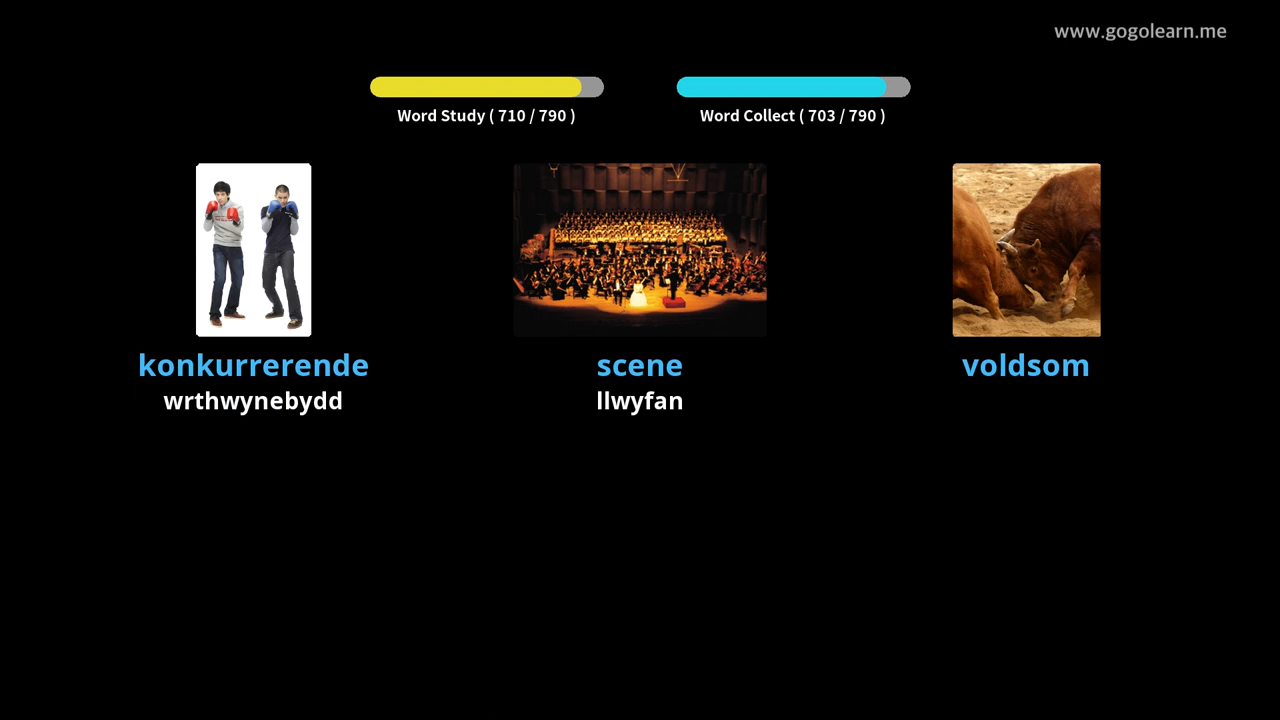 www.gogolearn.me
Word Study ( 710 / 790 )
Word Collect ( 703 / 790 )
konkurrerende
wrthwynebydd
scene
llwyfan
voldsom